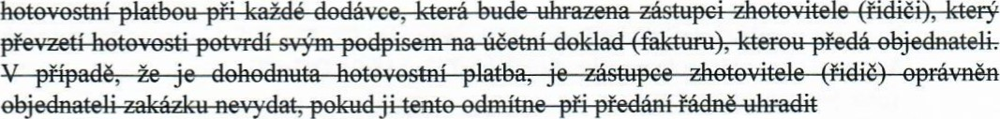 hotovostní platbou při každé dodávce, která bude uhrazena zástupci zhotovitele (řidiči), který
převzetí hotovosti potvrdí svým podpisem na účetní doklad (fakturu), kterou předá objednateli.
V případě, že je dohodnuta hotovostní platba, je zástupce zhotovitele (řidič) oprávněn
objednateli zakázku nevydat, pokud ji tento odmítne  při předání řádně uhradit